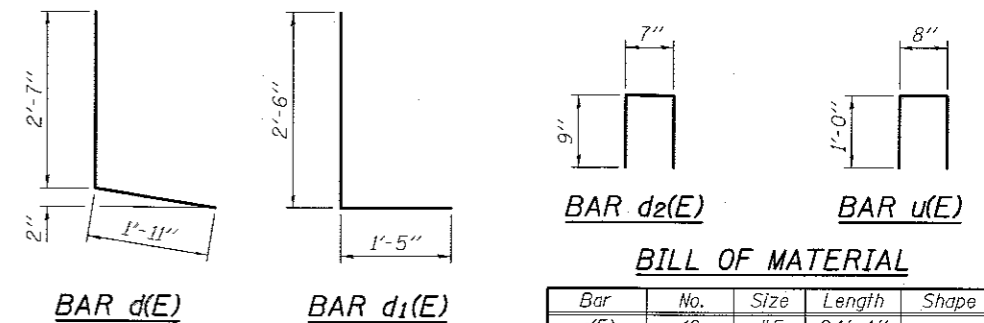 2'-7"
2"
1'-11"
BAR d(E)
2'-6"
1'-5"
BAR d1(E)
7"
9"
BAR d2(E)
8"
1'-0"
BAR u(E)
BILL OF MATERIAL
Bar No. Size Length Shape